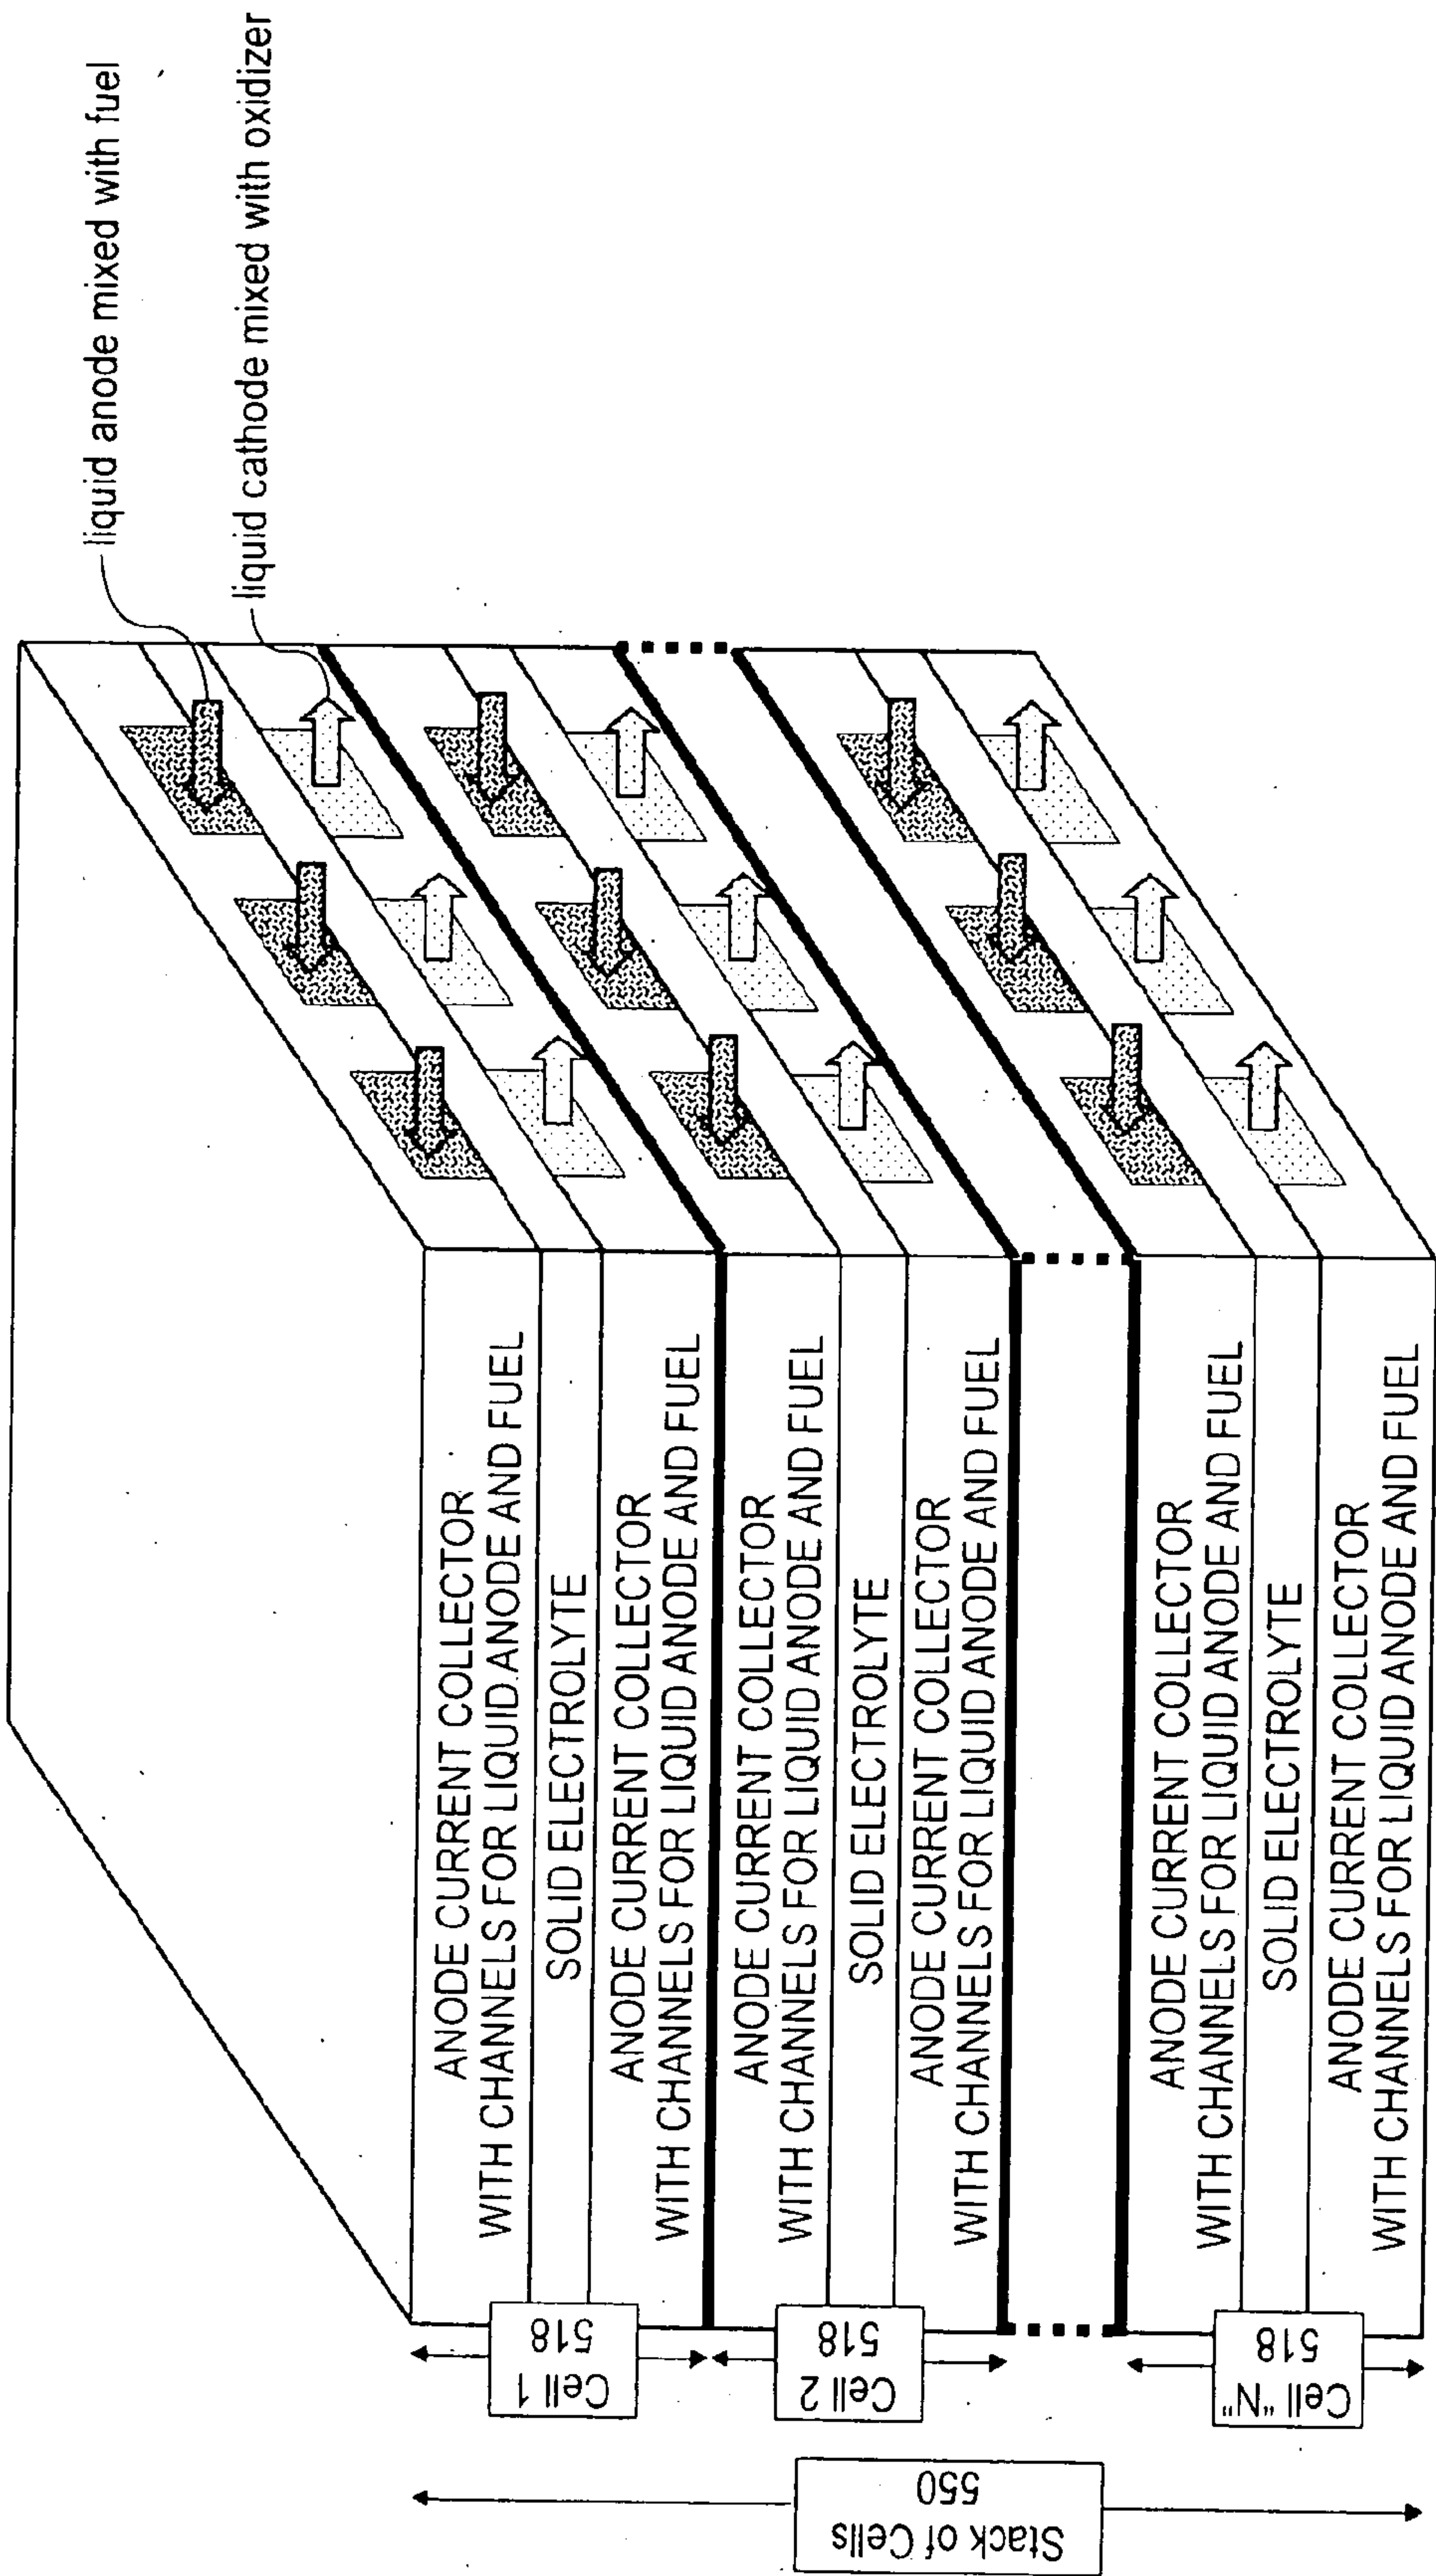 liquid anode mixed with fuel
liquid cathode mixed with oxidizer
ANODE CURRENT COLLECTOR
WITH CHANNELS FOR LIQUID ANODE AND FUEL
SOLID ELECTROLYTE
ANODE CURRENT COLLECTOR
WITH CHANNELS FOR LIQUID ANODE AND FUEL
ANODE CURRENT COLLECTOR
WITH CHANNELS FOR LIQUID ANODE AND FUEL
SOLID ELECTROLYTE
ANODE CURRENT COLLECTOR
WITH CHANNELS FOR LIQUID ANODE AND FUEL
ANODE CURRENT COLLECTOR
WITH CHANNELS FOR LIQUID ANODE AND FUEL
SOLID ELECTROLYTE
ANODE CURRENT COLLECTOR
WITH CHANNELS FOR LIQUID ANODE AND FUEL
Cell 1
518
Cell 2
518
Cell "N"
518
Stack of Cells
550